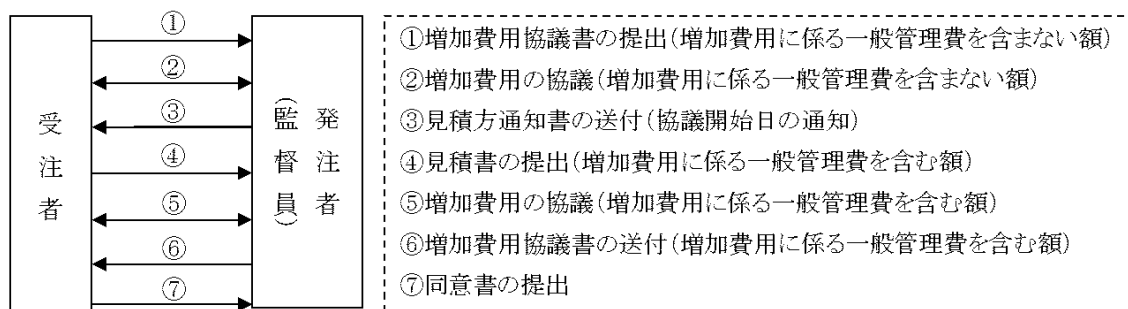 受注者
①
②
③
④
⑤
⑥
⑦
発注者
(監督員)
①増加費用協議書の提出(増加費用に係る一般管理費を含まない額)
②増加費用の協議(増加費用に係る一般管理費を含まない額)
③見積方通知書の送付(協議開始日の通知)
④見積書の提出(増加費用に係る一般管理費を含む額)
⑤増加費用の協議(増加費用に係る一般管理費を含む額)
⑥増加費用協議書の送付(増加費用に係る一般管理費を含む額)
⑦同意書の提出